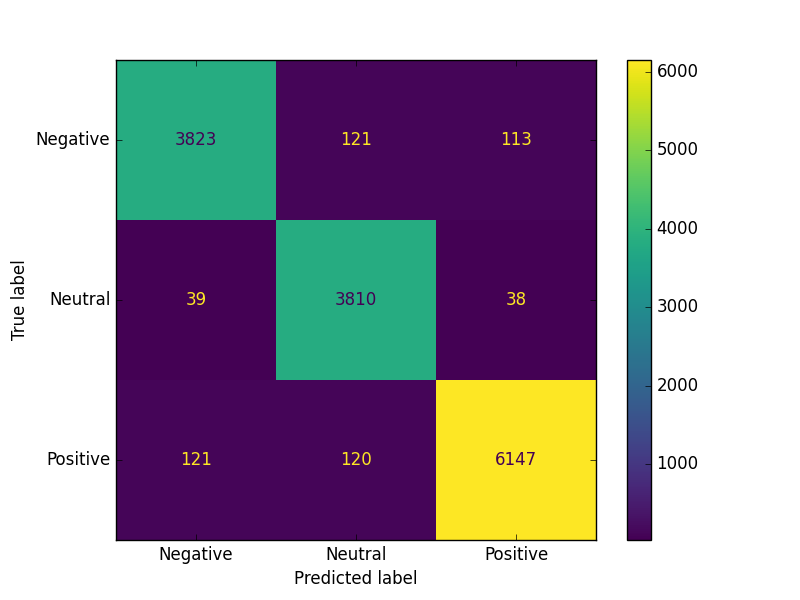 6000
Negative 3823 121 113
5000
4000
Neutral 39 3810 38
3000
2000
Positive 121 120 6147
1000
Negative Neutral Positive
Predicted label
True label